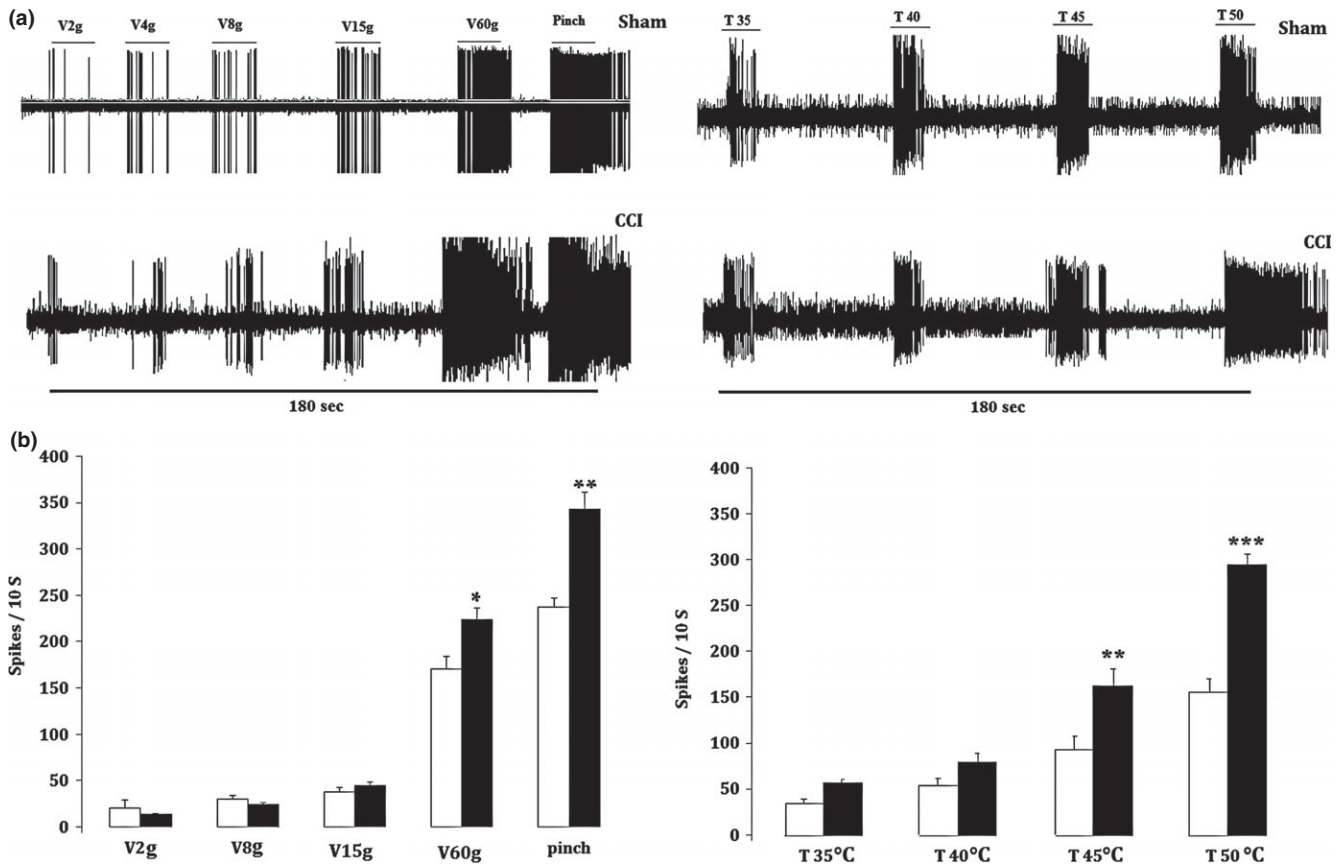 (a)
V2g V4g V8g V15g V60g Pinch Sham
T 35 T 40 T 45 T 50 Sham
CCI
CCI
180 sec
180 sec
(b)
Spikes / 10 S
400
350
300
250
200
150
100
50
0
* **
V2g V8g V15g V60g pinch
Spikes / 10 S
400
350
300
250
200
150
100
50
0
** ***
T 35°C T 40°C T 45°C T 50°C